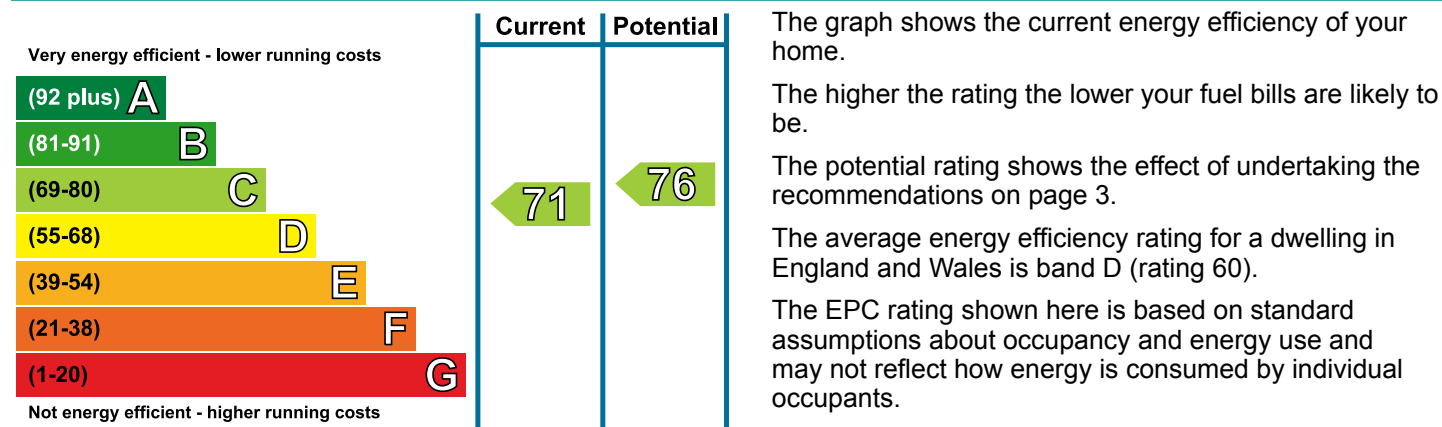 Current Potential
Very energy efficient - lower running costs
(92 plus) A
(81-91) B
(69-80) C
(55-68) D
(39-54) E
(21-38) F
(1-20) G
Not energy efficient - higher running costs
71
76
The graph shows the current energy efficiency of your
home.
The higher the rating the lower your fuel bills are likely to
be.
The potential rating shows the effect of undertaking the
recommendations on page 3.
The average energy efficiency rating for a dwelling in
England and Wales is band D (rating 60).
The EPC rating shown here is based on standard
assumptions about occupancy and energy use and
may not reflect how energy is consumed by individual
occupants.